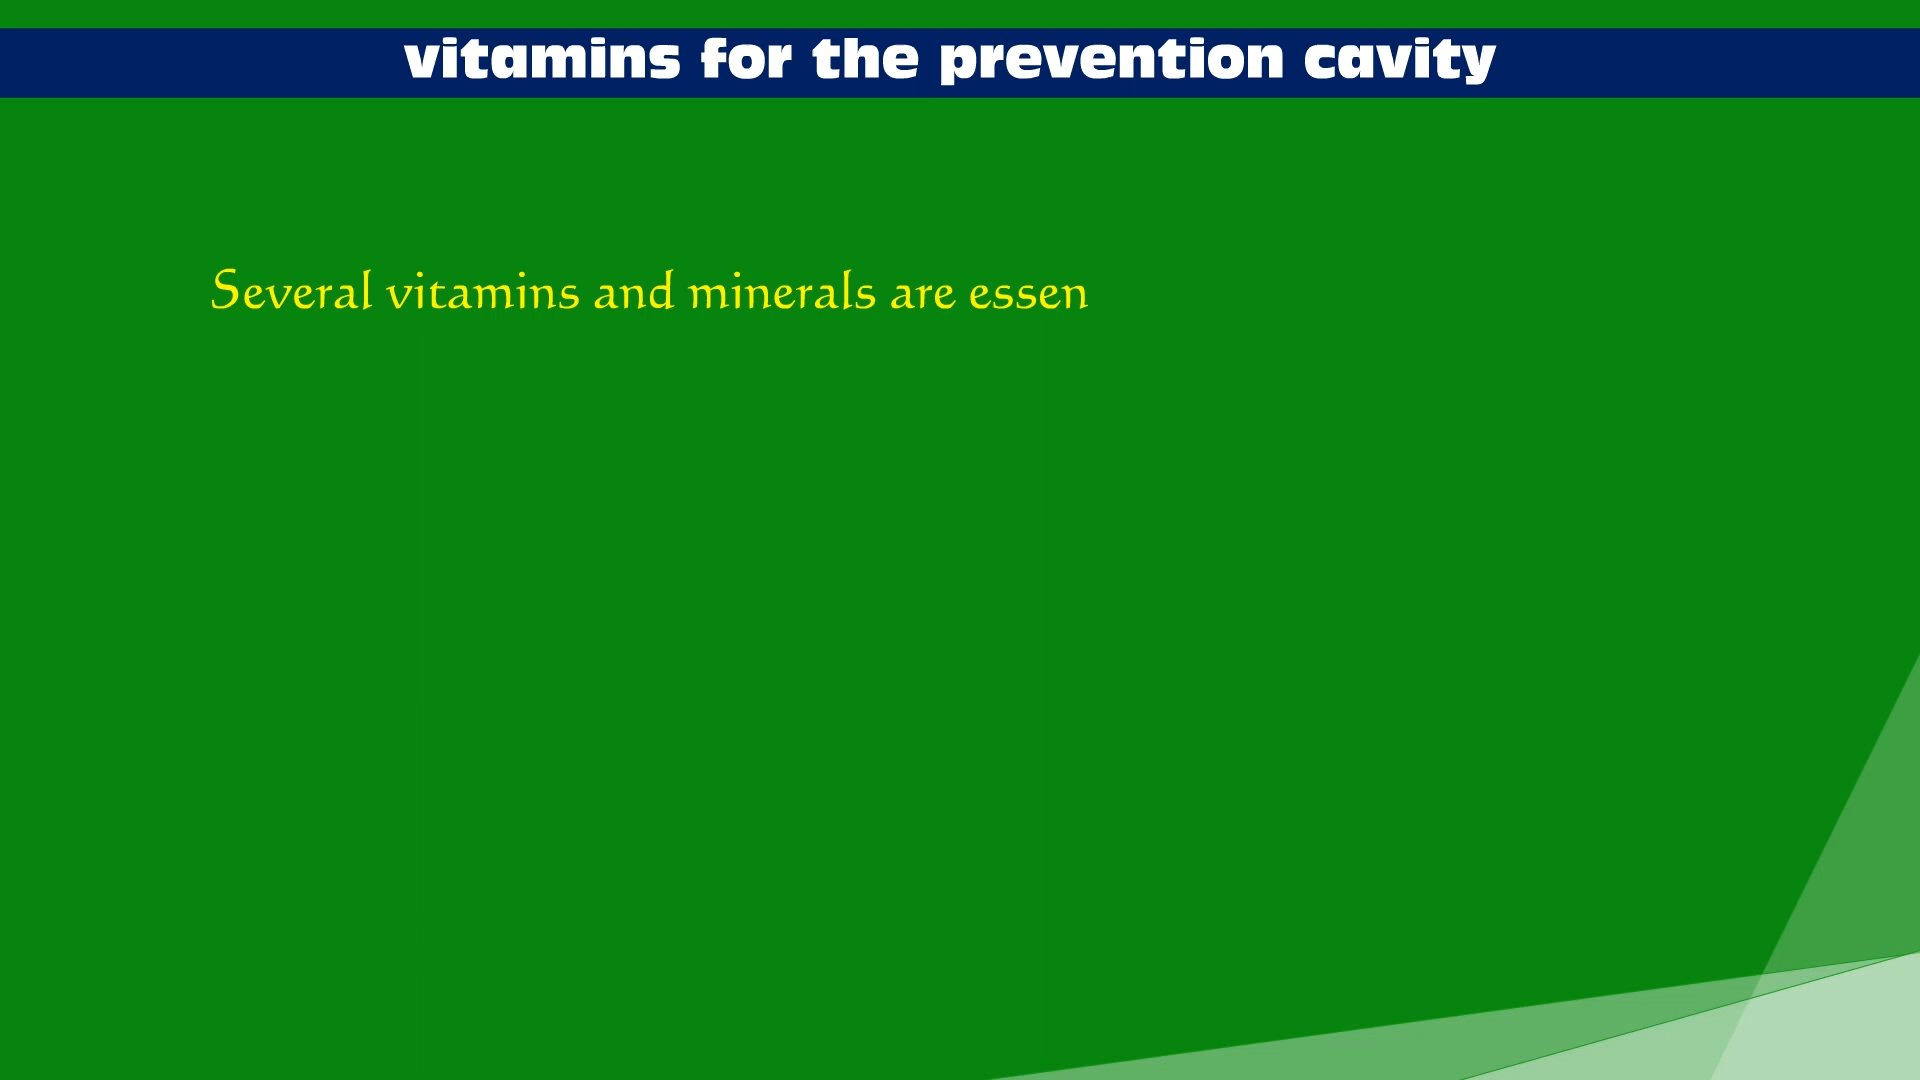 vitamins for the prevention cavity
Several vitamins and minerals are essen